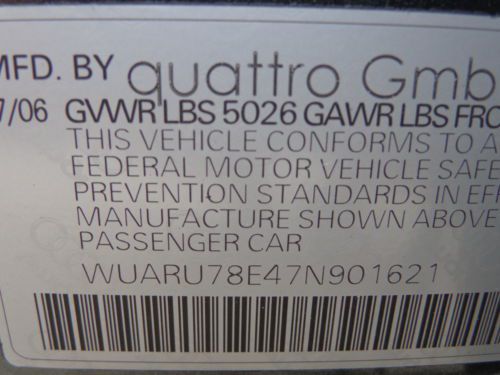 MFD. BY quattro Gmb
7/06 GVWR LBS 5026 GAWR LBS FRO
THIS VEHICLE CONFORMS TO A
FEDERAL MOTOR VEHICLE SAFE
PREVENTION STANDARDS IN EFF
MANUFACTURE SHOWN ABOVE
PASSENGER CAR
WUARU78E47N901621